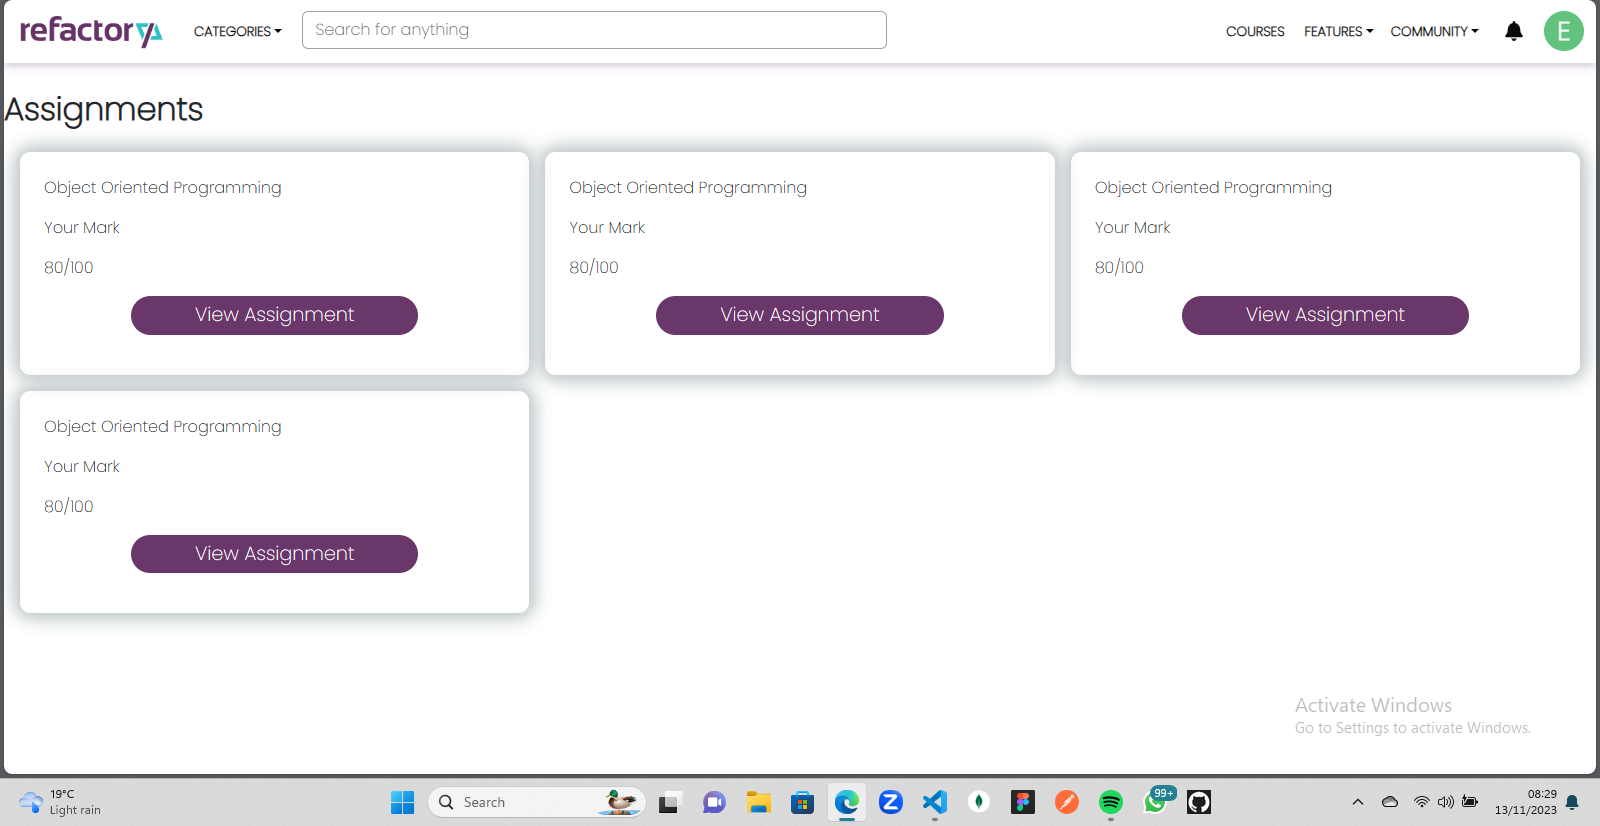 refactory
CATEGORIES
Search for anything
COURSES
FEATURES
COMMUNITY
E
Assignments
Object Oriented Programming
Your Mark
80/100
View Assignment
Object Oriented Programming
Your Mark
80/100
View Assignment
Object Oriented Programming
Your Mark
80/100
View Assignment
Object Oriented Programming
Your Mark
80/100
View Assignment
Activate Windows
Go to Settings to activate Windows.
19°C
Light rain
Search
Z
99+
08:29
13/11/2023